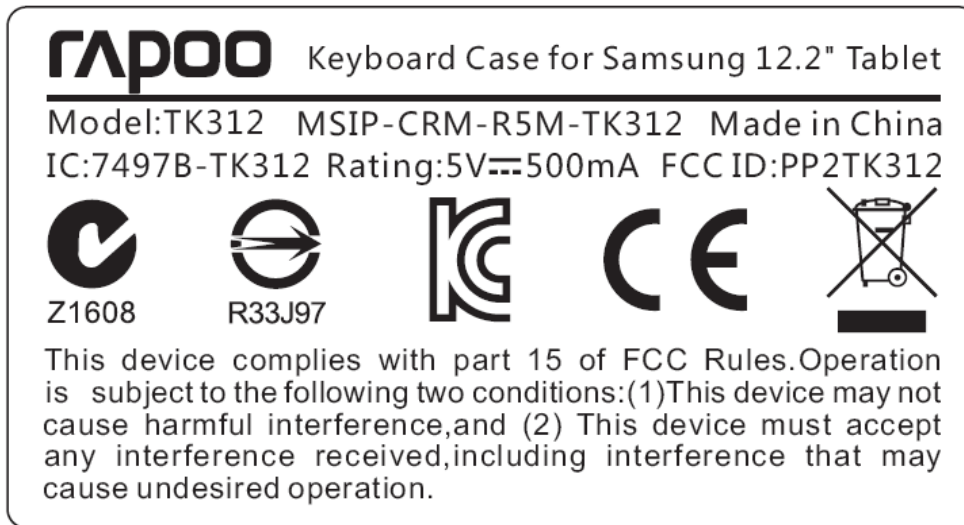 rapoo Keyboard Case for Samsung 12.2" Tablet
Model:TK312 MSIP-CRM-R5M-TK312 Made in China
IC:7497B-TK312 Rating:5V⎓500mA FCC ID:PP2TK312
Z1608 R33J97 KC CE
This device complies with part 15 of FCC Rules.Operation
is subject to the following two conditions:(1)This device may not
cause harmful interference,and (2) This device must accept
any interference received,including interference that may
cause undesired operation.